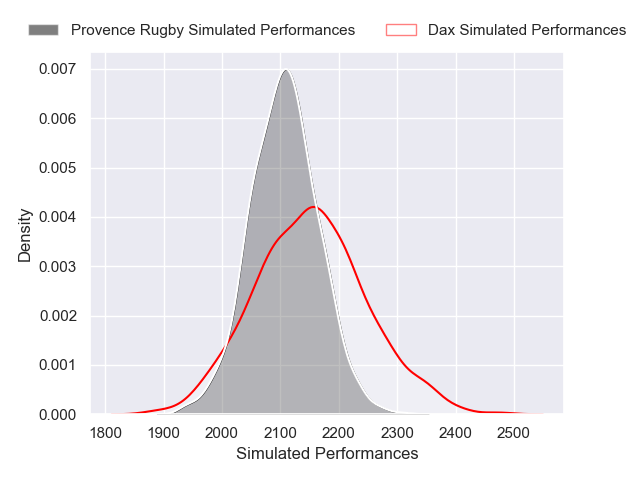 Provence Rugby Simulated Performances Dax Simulated Performances
0.007
0.006
0.005
0.004
0.003
0.002
0.001
0.000
Density
1800 1900 2000 2100 2200 2300 2400 2500
Simulated Performances